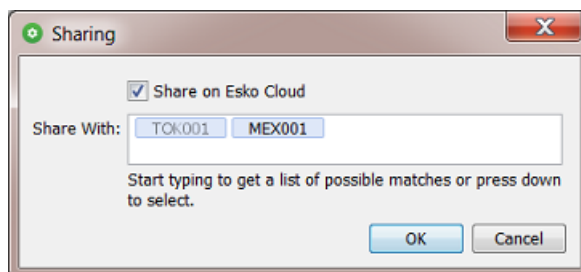 Sharing
Share on Esko Cloud
Share With: TOK001 MEX001
Start typing to get a list of possible matches or press down
to select.
OK Cancel